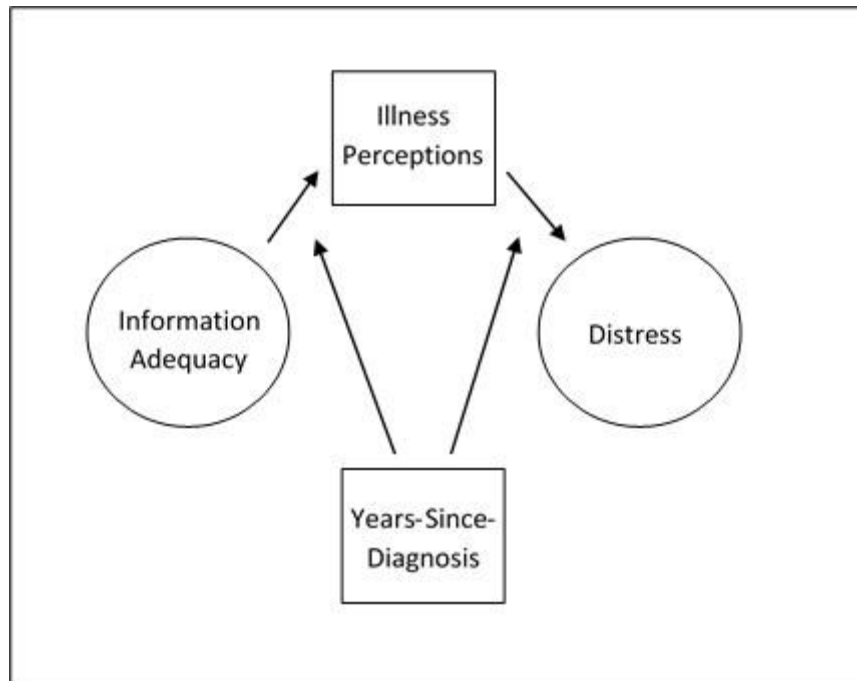 Illness
Perceptions
Information
Adequacy
Distress
Years-Since-
Diagnosis